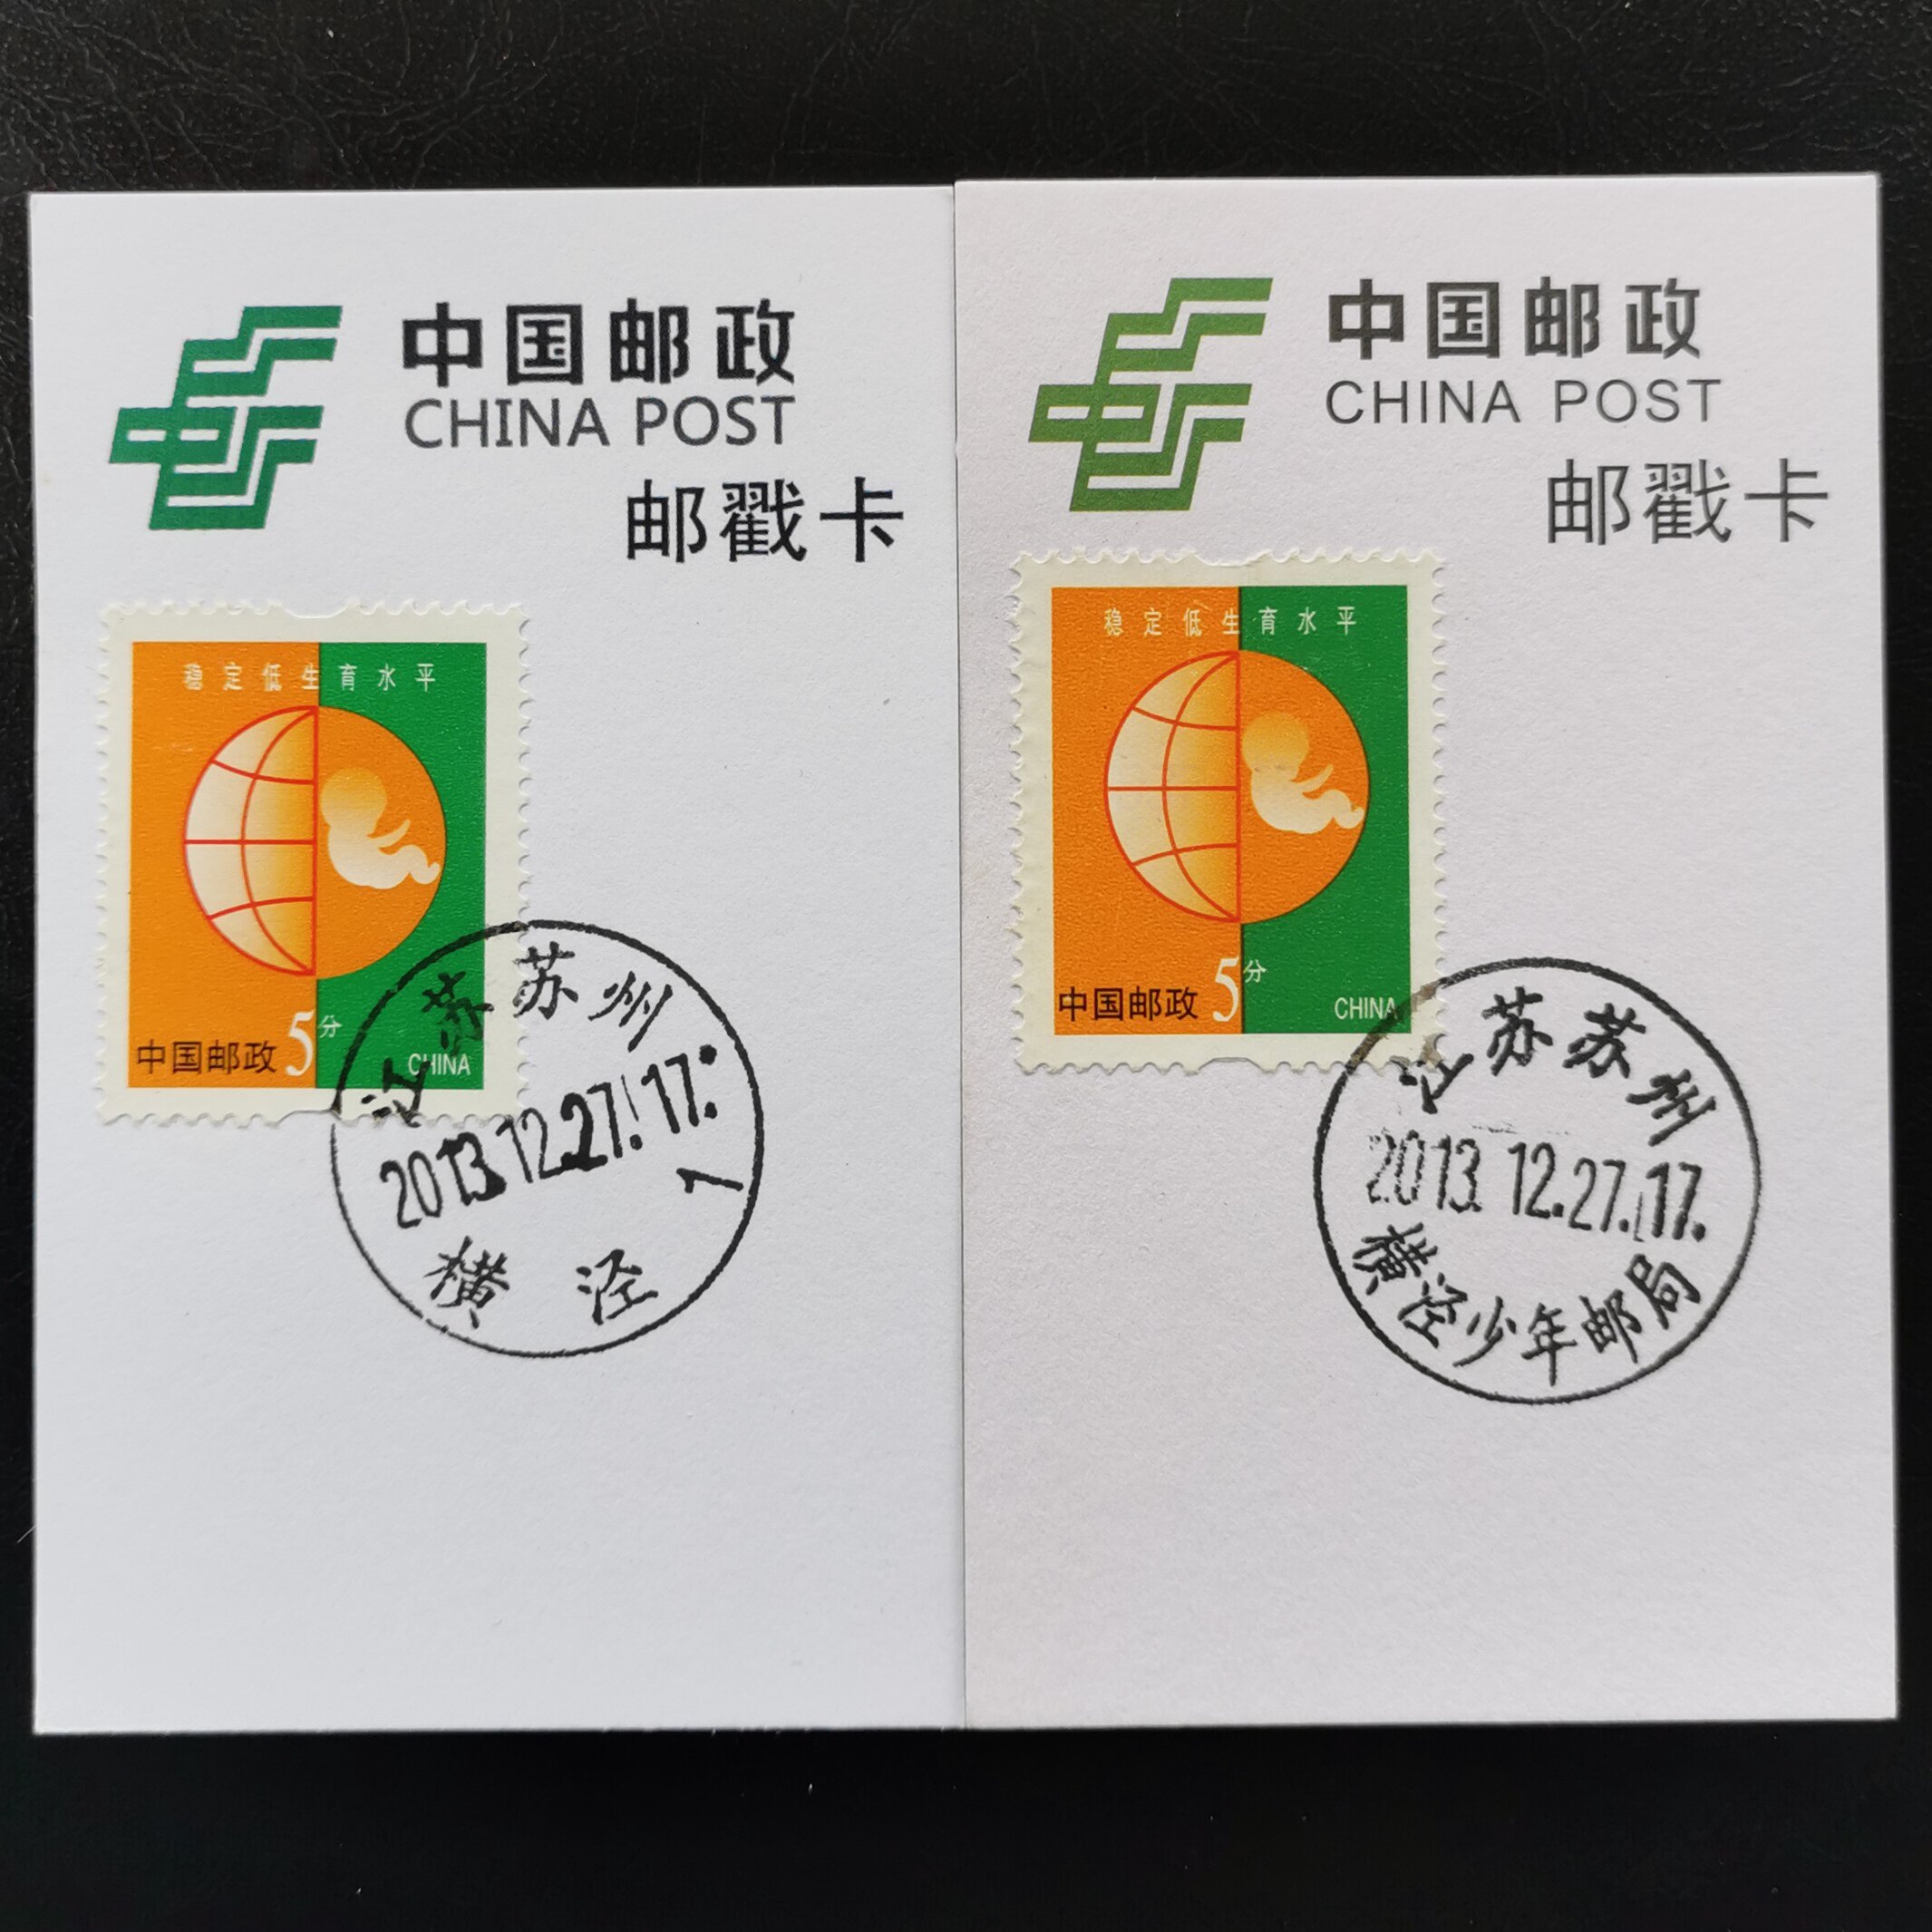 中国邮政
CHINA POST
邮戳卡
稳定低生育水平
中国邮政 5分 CHINA
江苏苏州
2013.12.27.17.
1
横泾
中国邮政
CHINA POST
邮戳卡
稳定低生育水平
中国邮政 5分 CHINA
江苏苏州
2013.12.27.17.
横泾少年邮局